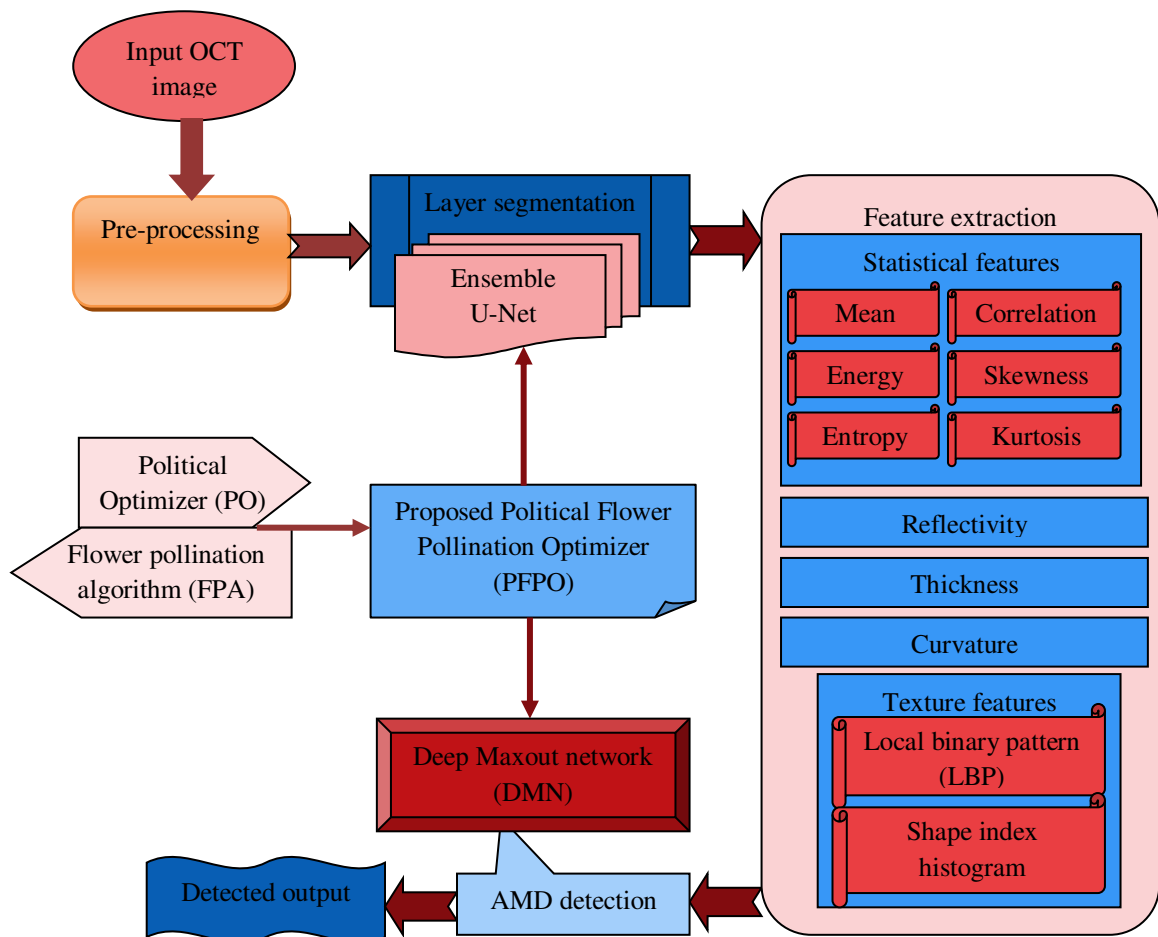 Input OCT
image
Pre-processing
Layer segmentation
Ensemble
U-Net
Feature extraction
Statistical features
Mean
Correlation
Energy
Skewness
Entropy
Kurtosis
Reflectivity
Thickness
Curvature
Texture features
Local binary pattern
(LBP)
Shape index
histogram
Political
Optimizer (PO)
Flower pollination
algorithm (FPA)
Proposed Political Flower
Pollination Optimizer
(PFPO)
Deep Maxout network
(DMN)
AMD detection
Detected output